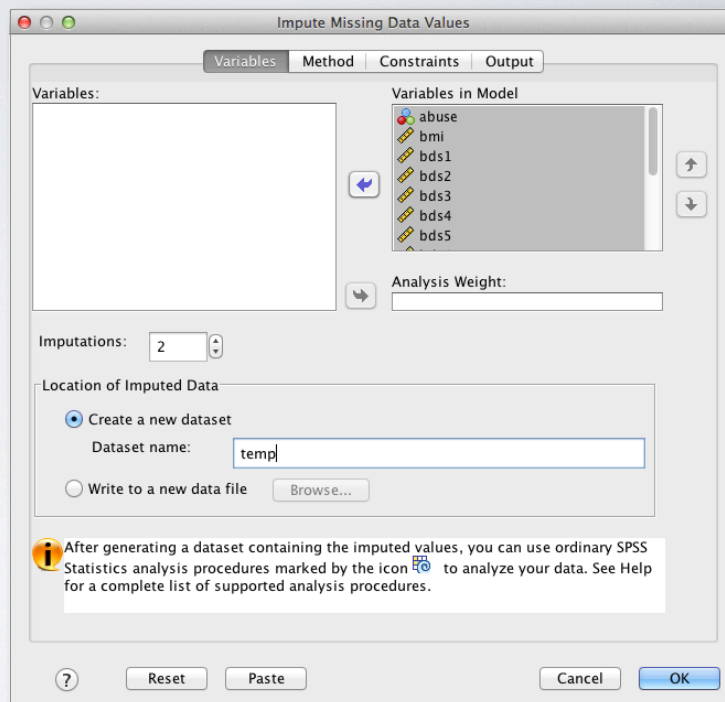 Impute Missing Data Values
Variables Method Constraints Output
Variables:
Variables in Model
abuse
bmi
bds1
bds2
bds3
bds4
bds5
Analysis Weight:
Imputations: 2
Location of Imputed Data
Create a new dataset
Dataset name: temp
Write to a new data file Browse...
After generating a dataset containing the imputed values, you can use ordinary SPSS
Statistics analysis procedures marked by the icon to analyze your data. See Help
for a complete list of supported analysis procedures.
? Reset Paste Cancel OK